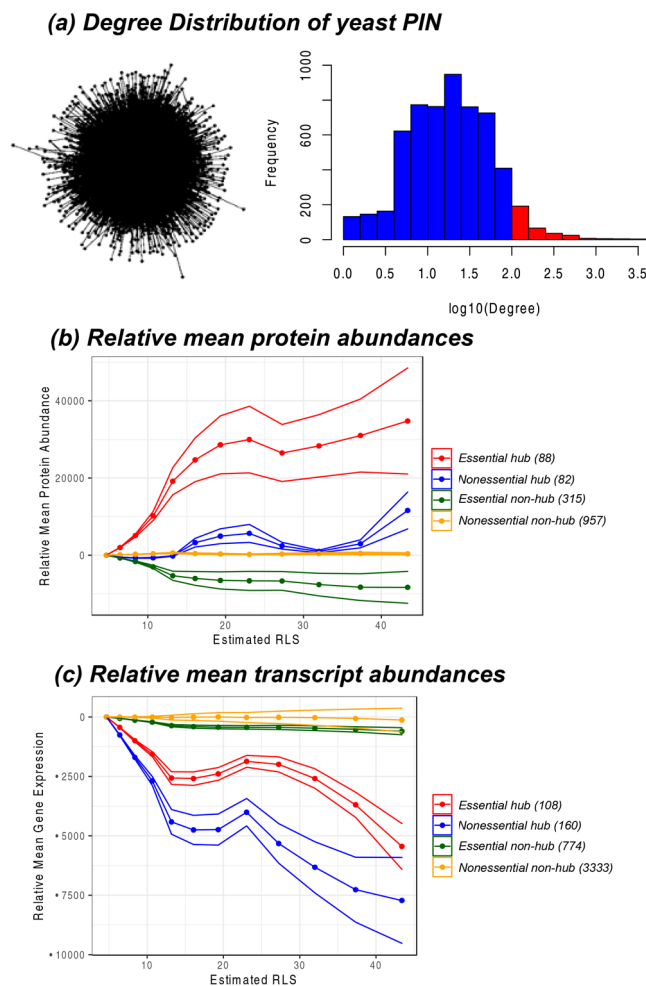 (a) Degree Distribution of yeast PIN
Frequency
0
200
600
1000
0.0 0.5 1.0 1.5 2.0 2.5 3.0 3.5
log10(Degree)
(b) Relative mean protein abundances
Relative Mean Protein Abundance
40000
20000
0
10 20 30 40
Estimated RLS
Essential hub (88)
Nonessential hub (82)
Essential non-hub (315)
Nonessential non-hub (957)
(c) Relative mean transcript abundances
Relative Mean Gene Expression
0
•2500
•5000
•7500
•10000
10 20 30 40
Estimated RLS
Essential hub (108)
Nonessential hub (160)
Essential non-hub (774)
Nonessential non-hub (3333)